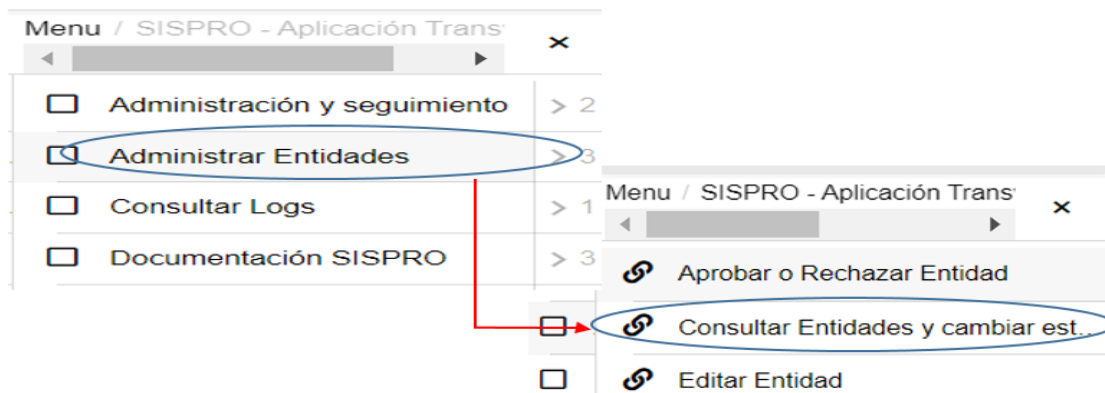 Menu / SISPRO - Aplicación Trans
Administración y seguimiento > 2
Administrar Entidades > 3
Consultar Logs > 1
Documentación SISPRO > 3
Menu / SISPRO - Aplicación Trans
Aprobar o Rechazar Entidad
Consultar Entidades y cambiar est..
Editar Entidad